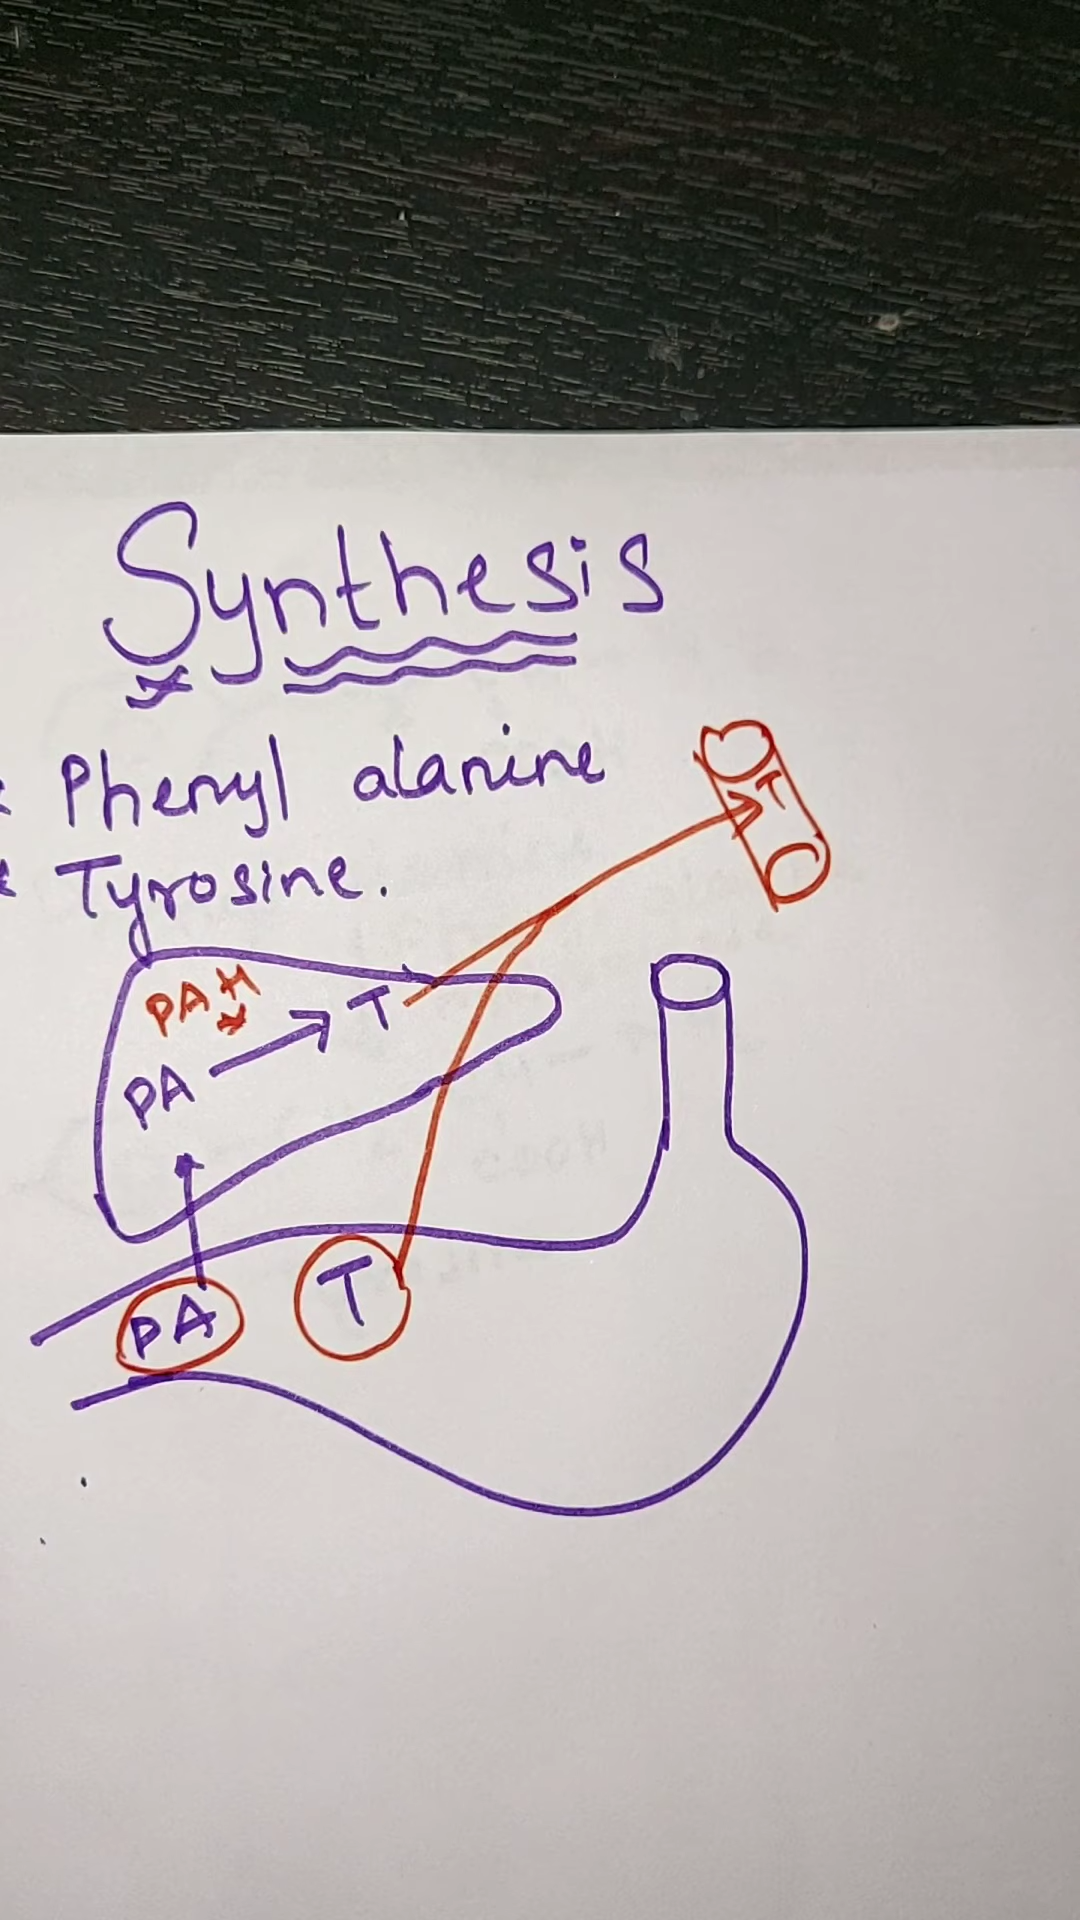 Synthesis
* Phenyl alanine
* Tyrosine.
T
PAH
PA → T
PA T